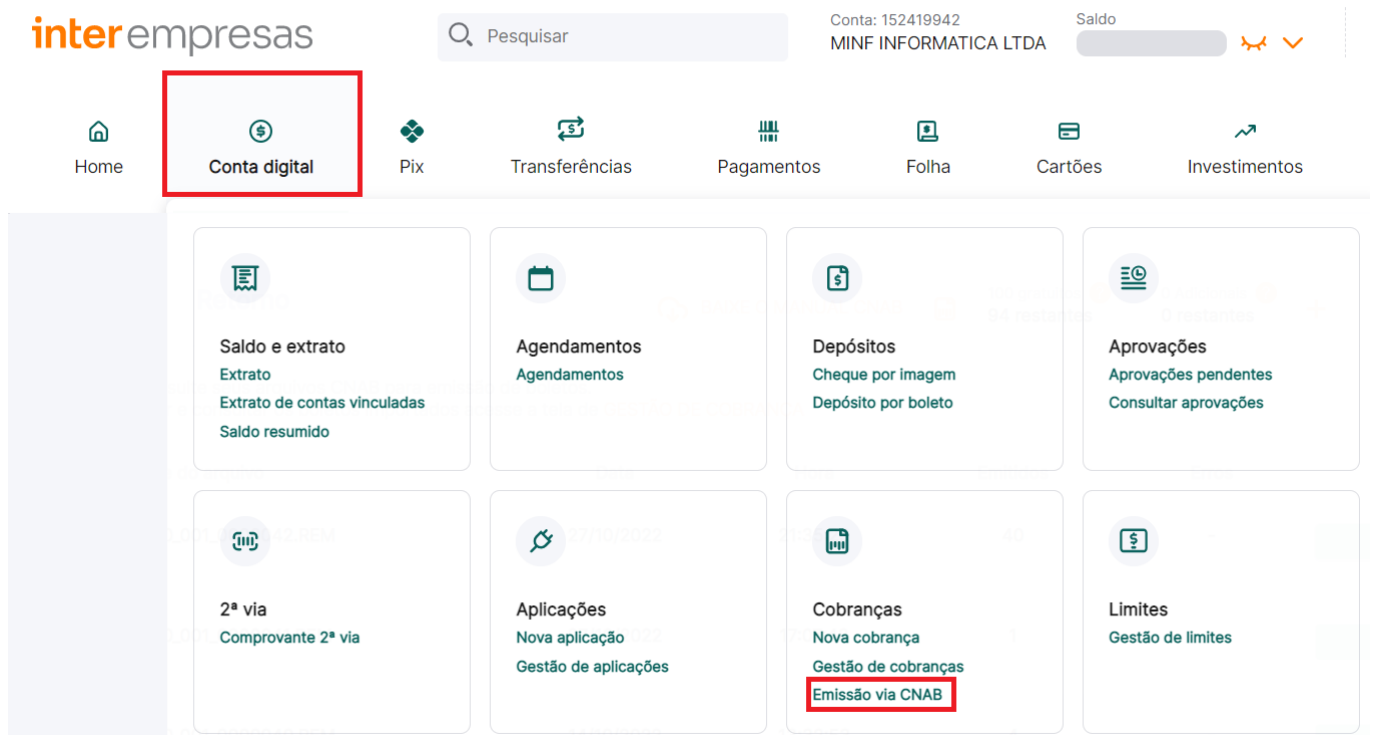 inter empresas
Pesquisar
Conta: 152419942
MINF INFORMATICA LTDA
Saldo
Home
Conta digital
Pix
Transferências
Pagamentos
Folha
Cartões
Investimentos
Saldo e extrato
Extrato
Extrato de contas vinculadas
Saldo resumido
Agendamentos
Agendamentos
Depósitos
Cheque por imagem
Depósito por boleto
Aprovações
Aprovações pendentes
Consultar aprovações
2ª via
Comprovante 2ª via
Aplicações
Nova aplicação
Gestão de aplicações
Cobranças
Nova cobrança
Gestão de cobranças
Emissão via CNAB
Limites
Gestão de limites